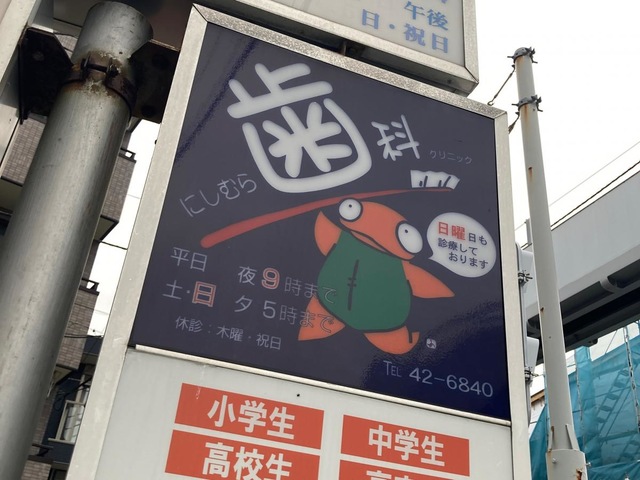 午後
日・祝日
歯科 クリニック
にしむら
日曜日も
診療して
おります
平日 夜9時まで
土・日 夕5時まで
休診：木曜・祝日
TEL 42-6840
小学生
中学生
高校生